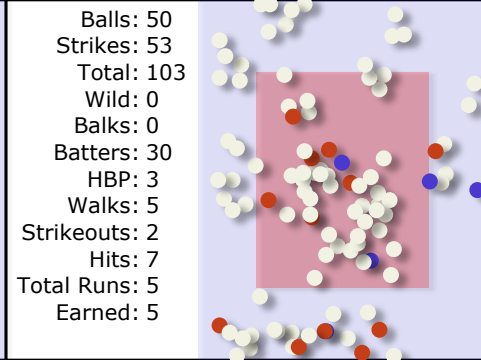 Balls: 50
Strikes: 53
Total: 103
Wild: 0
Balks: 0
Batters: 30
HBP: 3
Walks: 5
Strikeouts: 2
Hits: 7
Total Runs: 5
Earned: 5